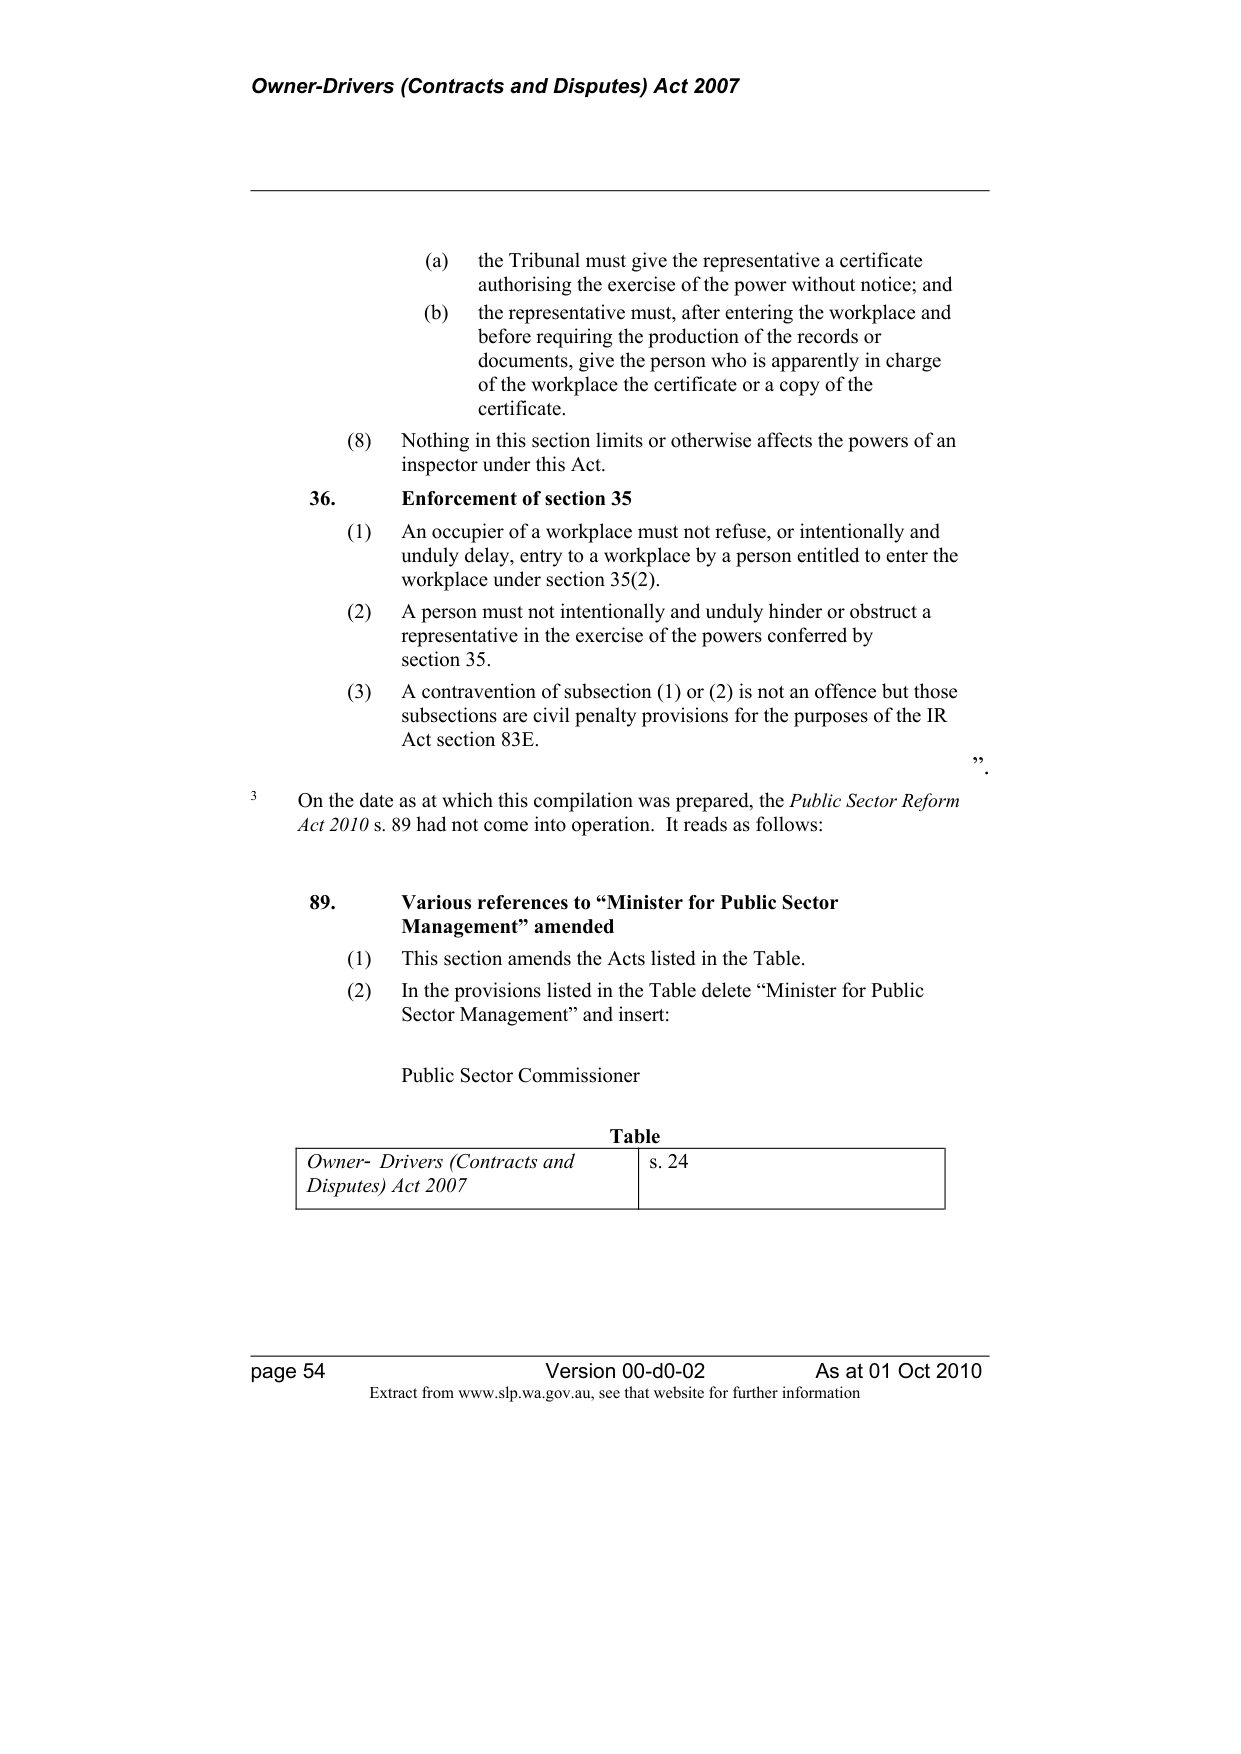 Owner-Drivers (Contracts and Disputes) Act 2007
(a) the Tribunal must give the representative a certificate
authorising the exercise of the power without notice; and
(b) the representative must, after entering the workplace and
before requiring the production of the records or
documents, give the person who is apparently in charge
of the workplace the certificate or a copy of the
certificate.
(8) Nothing in this section limits or otherwise affects the powers of an
inspector under this Act.
36. Enforcement of section 35
(1) An occupier of a workplace must not refuse, or intentionally and
unduly delay, entry to a workplace by a person entitled to enter the
workplace under section 35(2).
(2) A person must not intentionally and unduly hinder or obstruct a
representative in the exercise of the powers conferred by
section 35.
(3) A contravention of subsection (1) or (2) is not an offence but those
subsections are civil penalty provisions for the purposes of the IR
Act section 83E.
”.
3 On the date as at which this compilation was prepared, the Public Sector Reform
Act 2010 s. 89 had not come into operation. It reads as follows:
89. Various references to “Minister for Public Sector
Management” amended
(1) This section amends the Acts listed in the Table.
(2) In the provisions listed in the Table delete “Minister for Public
Sector Management” and insert:
Public Sector Commissioner
Table
Owner- Drivers (Contracts and s. 24
Disputes) Act 2007
page 54 Version 00-d0-02 As at 01 Oct 2010
Extract from www.slp.wa.gov.au, see that website for further information